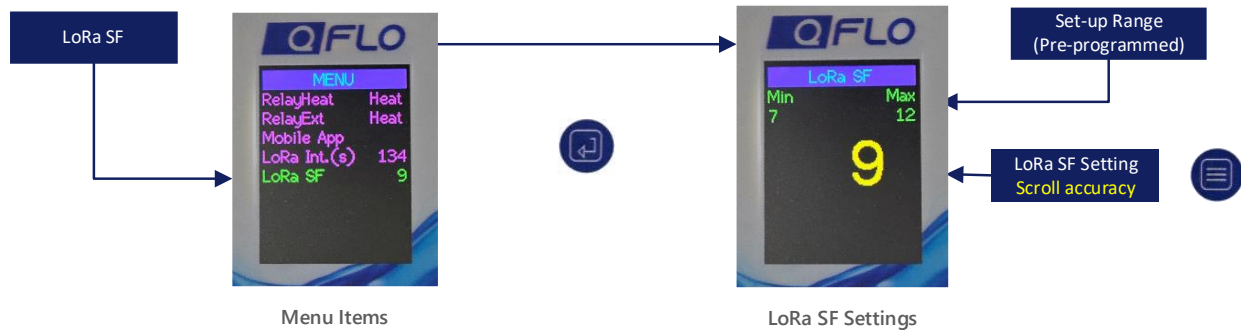 LoRa SF
QFLO
MENU
RelayHeat Heat
RelayExt Heat
Mobile App
LoRa Int.(s) 134
LoRa SF 9
Menu Items
QFLO
LoRa SF
Min Max
7 12
9
LoRa SF Settings
Set-up Range
(Pre-programmed)
LoRa SF Setting
Scroll accuracy